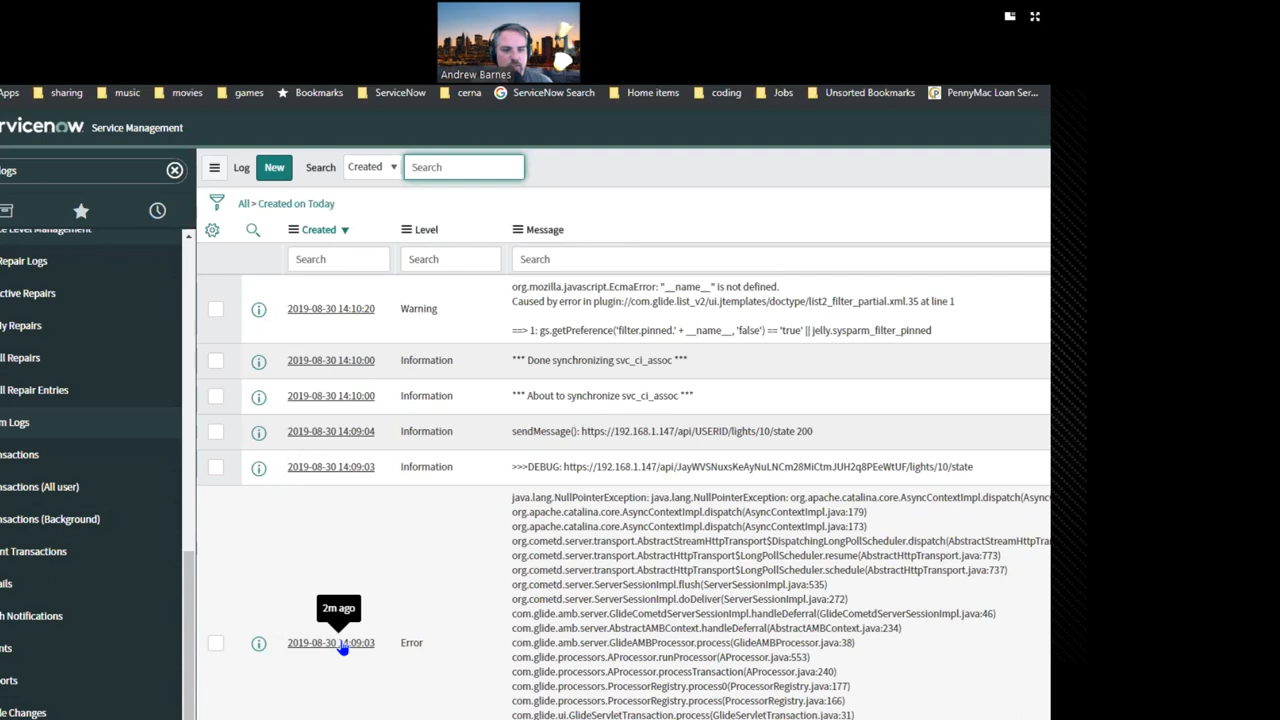 Andrew Barnes
Apps sharing music movies games Bookmarks ServiceNow cerna ServiceNow Search Home items coding Jobs Unsorted Bookmarks PennyMac Loan Ser...
rvicenow Service Management
logs
Log New Search Created Search
All > Created on Today
Created Level Message
Search Search Search
Repair Logs
ctive Repairs
ly Repairs
ll Repairs
ll Repair Entries
m Logs
nsactions
nsactions (All user)
nsactions (Background)
nt Transactions
ails
h Notifications
nts
ports
le Changes
org.mozilla.javascript.EcmaError: "__name__" is not defined.
Caused by error in plugin://com.glide.list_v2/ui.jtemplates/doctype/list2_filter_partial.xml.35 at line 1
2019-08-30 14:10:20 Warning
==> 1: gs.getPreference('filter.pinned.' + __name__, 'false') == 'true' || jelly.sysparm_filter_pinned
2019-08-30 14:10:00 Information *** Done synchronizing svc_ci_assoc ***
2019-08-30 14:10:00 Information *** About to synchronize svc_ci_assoc ***
2019-08-30 14:09:04 Information sendMessage(): https://192.168.1.147/api/USERID/lights/10/state 200
2019-08-30 14:09:03 Information >>>DEBUG: https://192.168.1.147/api/JayWVSNuxsKeAyNuLNCm28MiCtmJUH2q8PEeWtUF/lights/10/state
java.lang.NullPointerException: java.lang.NullPointerException: org.apache.catalina.core.AsyncContextImpl.dispatch(Async
org.apache.catalina.core.AsyncContextImpl.dispatch(AsyncContextImpl.java:179)
org.apache.catalina.core.AsyncContextImpl.dispatch(AsyncContextImpl.java:173)
org.cometd.server.transport.AbstractStreamHttpTransport$DispatchingLongPollScheduler.dispatch(AbstractStreamHttpTran
org.cometd.server.transport.AbstractHttpTransport$LongPollScheduler.resume(AbstractHttpTransport.java:773)
org.cometd.server.transport.AbstractHttpTransport$LongPollScheduler.schedule(AbstractHttpTransport.java:737)
org.cometd.server.ServerSessionImpl.flush(ServerSessionImpl.java:535)
org.cometd.server.ServerSessionImpl.doDeliver(ServerSessionImpl.java:272)
2m ago
com.glide.amb.server.GlideCometdServerSessionImpl.handleDeferral(GlideCometdServerSessionImpl.java:46)
com.glide.amb.server.AbstractAMBContext.handleDeferral(AbstractAMBContext.java:234)
2019-08-30 14:09:03 Error com.glide.amb.server.GlideAMBProcessor.process(GlideAMBProcessor.java:38)
com.glide.processors.AProcessor.runProcessor(AProcessor.java:553)
com.glide.processors.AProcessor.processTransaction(AProcessor.java:240)
com.glide.processors.ProcessorRegistry.process0(ProcessorRegistry.java:177)
com.glide.processors.ProcessorRegistry.process(ProcessorRegistry.java:166)
com.glide.ui.GlideServletTransaction.process(GlideServletTransaction.java:31)